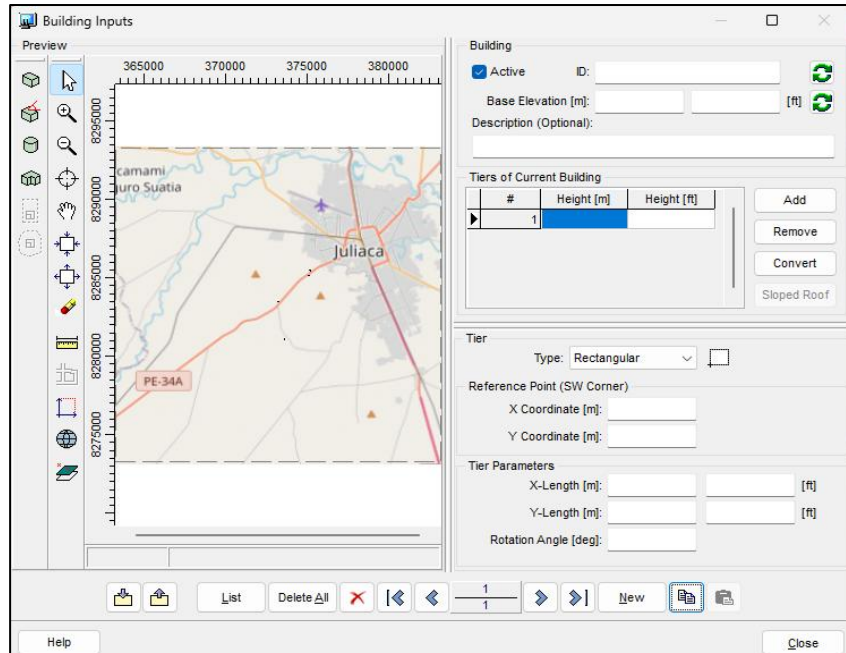 Building Inputs
Preview
365000 370000 375000 380000
8295000
8290000
8285000
8280000
8275000
camami
guro Suatia
Juliaca
PE-34A
Building
Active ID:
Base Elevation [m]: [ft]
Description (Optional):
Tiers of Current Building
# Height [m] Height [ft]
1
Add
Remove
Convert
Sloped Roof
Tier
Type: Rectangular
Reference Point (SW Corner)
X Coordinate [m]:
Y Coordinate [m]:
Tier Parameters
X-Length [m]: [ft]
Y-Length [m]: [ft]
Rotation Angle [deg]:
List Delete All 1 New
1
Help Close